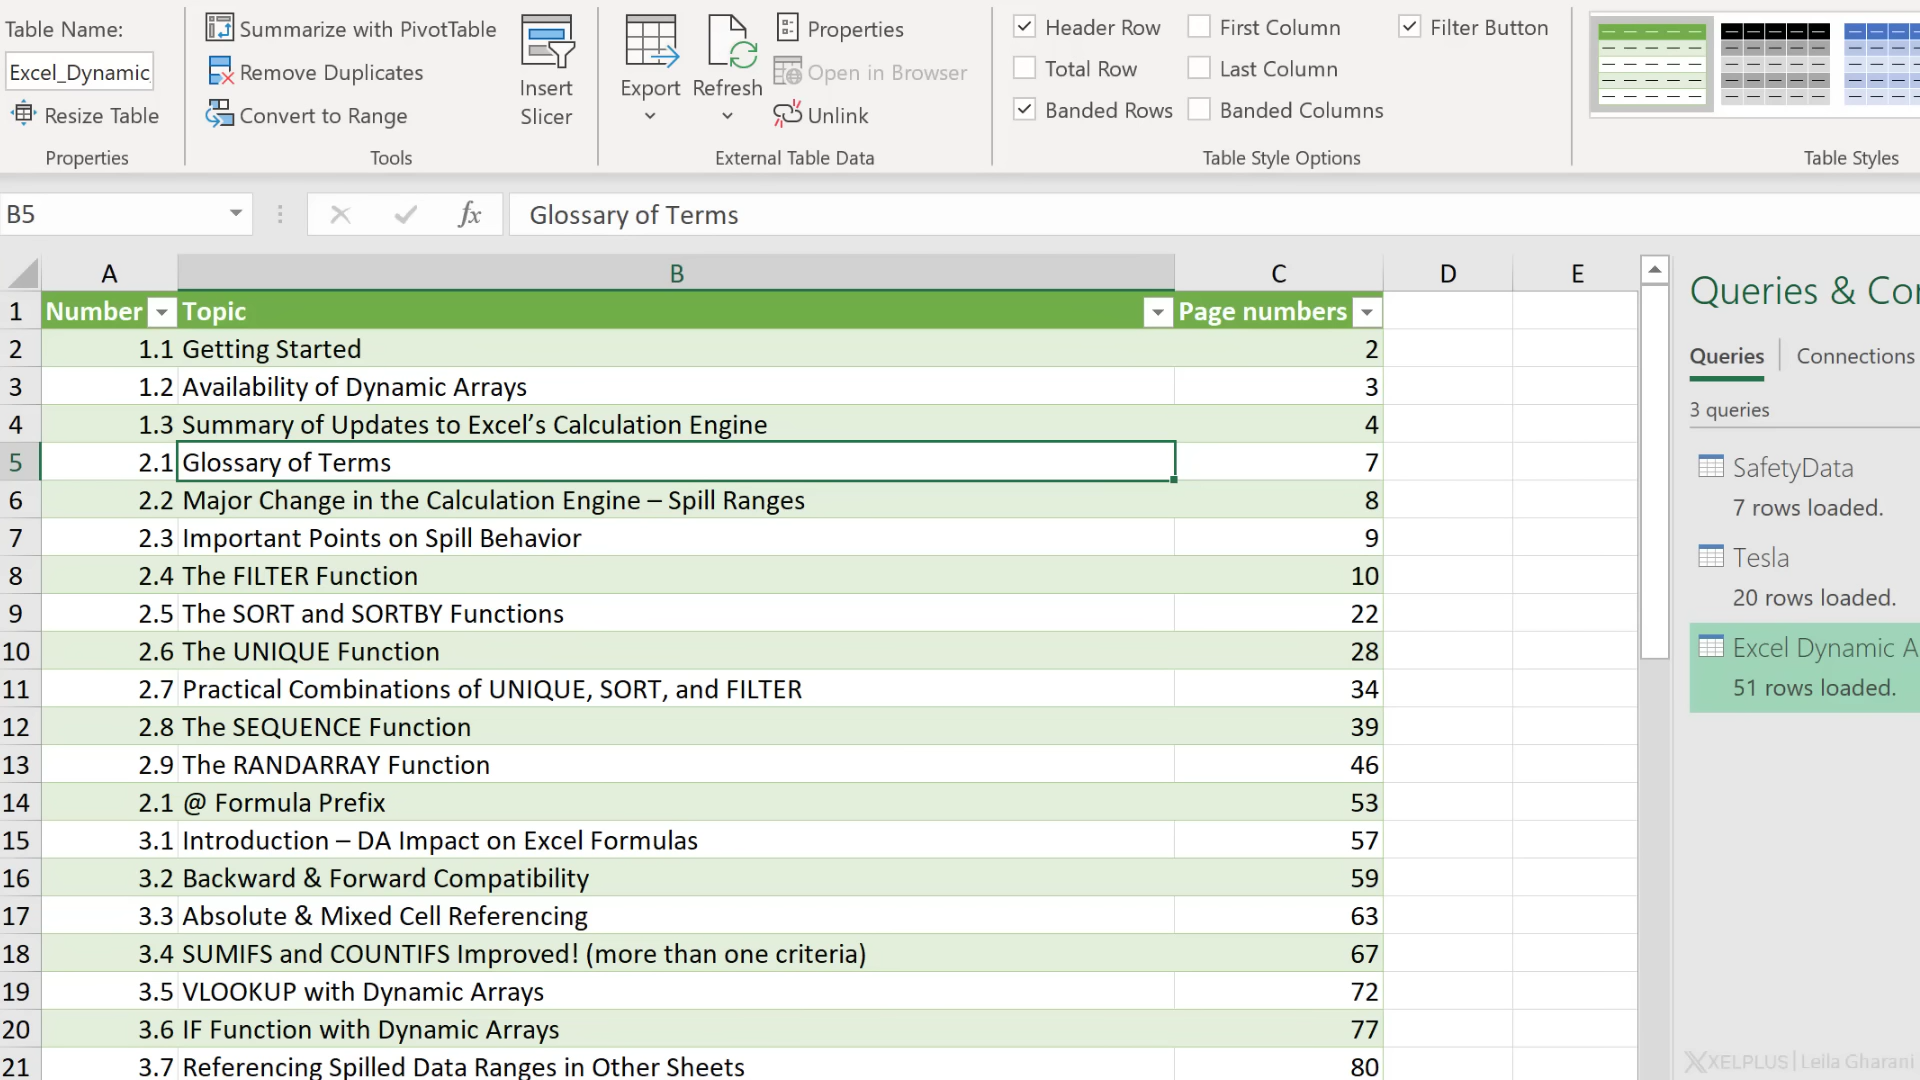 Table Name:
Excel_Dynamic
Resize Table
Properties
Summarize with PivotTable
Remove Duplicates
Convert to Range
Tools
Insert
Slicer
Export
Refresh
Properties
Open in Browser
Unlink
External Table Data
Header Row
Total Row
Banded Rows
First Column
Last Column
Banded Columns
Filter Button
Table Style Options
Table Styles
B5
fx
Glossary of Terms
A B C D E
1 Number Topic Page numbers
2 1.1 Getting Started 2
3 1.2 Availability of Dynamic Arrays 3
4 1.3 Summary of Updates to Excel’s Calculation Engine 4
5 2.1 Glossary of Terms 7
6 2.2 Major Change in the Calculation Engine – Spill Ranges 8
7 2.3 Important Points on Spill Behavior 9
8 2.4 The FILTER Function 10
9 2.5 The SORT and SORTBY Functions 22
10 2.6 The UNIQUE Function 28
11 2.7 Practical Combinations of UNIQUE, SORT, and FILTER 34
12 2.8 The SEQUENCE Function 39
13 2.9 The RANDARRAY Function 46
14 2.1 @ Formula Prefix 53
15 3.1 Introduction – DA Impact on Excel Formulas 57
16 3.2 Backward & Forward Compatibility 59
17 3.3 Absolute & Mixed Cell Referencing 63
18 3.4 SUMIFS and COUNTIFS Improved! (more than one criteria) 67
19 3.5 VLOOKUP with Dynamic Arrays 72
20 3.6 IF Function with Dynamic Arrays 77
21 3.7 Referencing Spilled Data Ranges in Other Sheets 80
Queries & Con
Queries Connections
3 queries
SafetyData
7 rows loaded.
Tesla
20 rows loaded.
Excel Dynamic A
51 rows loaded.
XELPLUS | Leila Gharani